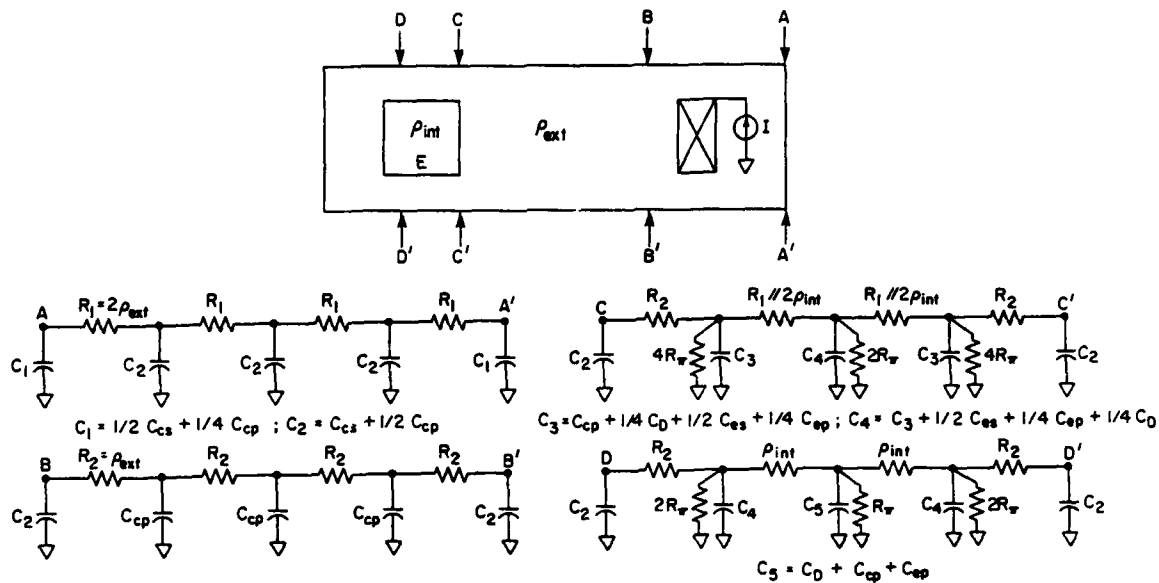 D C B A
ρint
E
ρext
I
D' C' B' A'
A R1 = 2ρext R1 R1 R1 A'
C1 C2 C2 C2 C1
C1 = 1/2 Ccs + 1/4 Ccp ; C2 = Ccs + 1/2 Ccp
B R2 = ρext R2 R2 R2 B'
C2 Ccp Ccp Ccp C2
C R2 R1 // 2ρint R1 // 2ρint R2 C'
C2 4Rπ C3 C4 2Rπ C3 4Rπ C2
C3 = Ccp + 1/4 CD + 1/2 Ces + 1/4 Cep ; C4 = C3 + 1/2 Ces + 1/4 Cep + 1/4 CD
D R2 ρint ρint R2 D'
C2 2Rπ C4 C5 Rπ C4 2Rπ C2
C5 = CD + Ccp + Cep